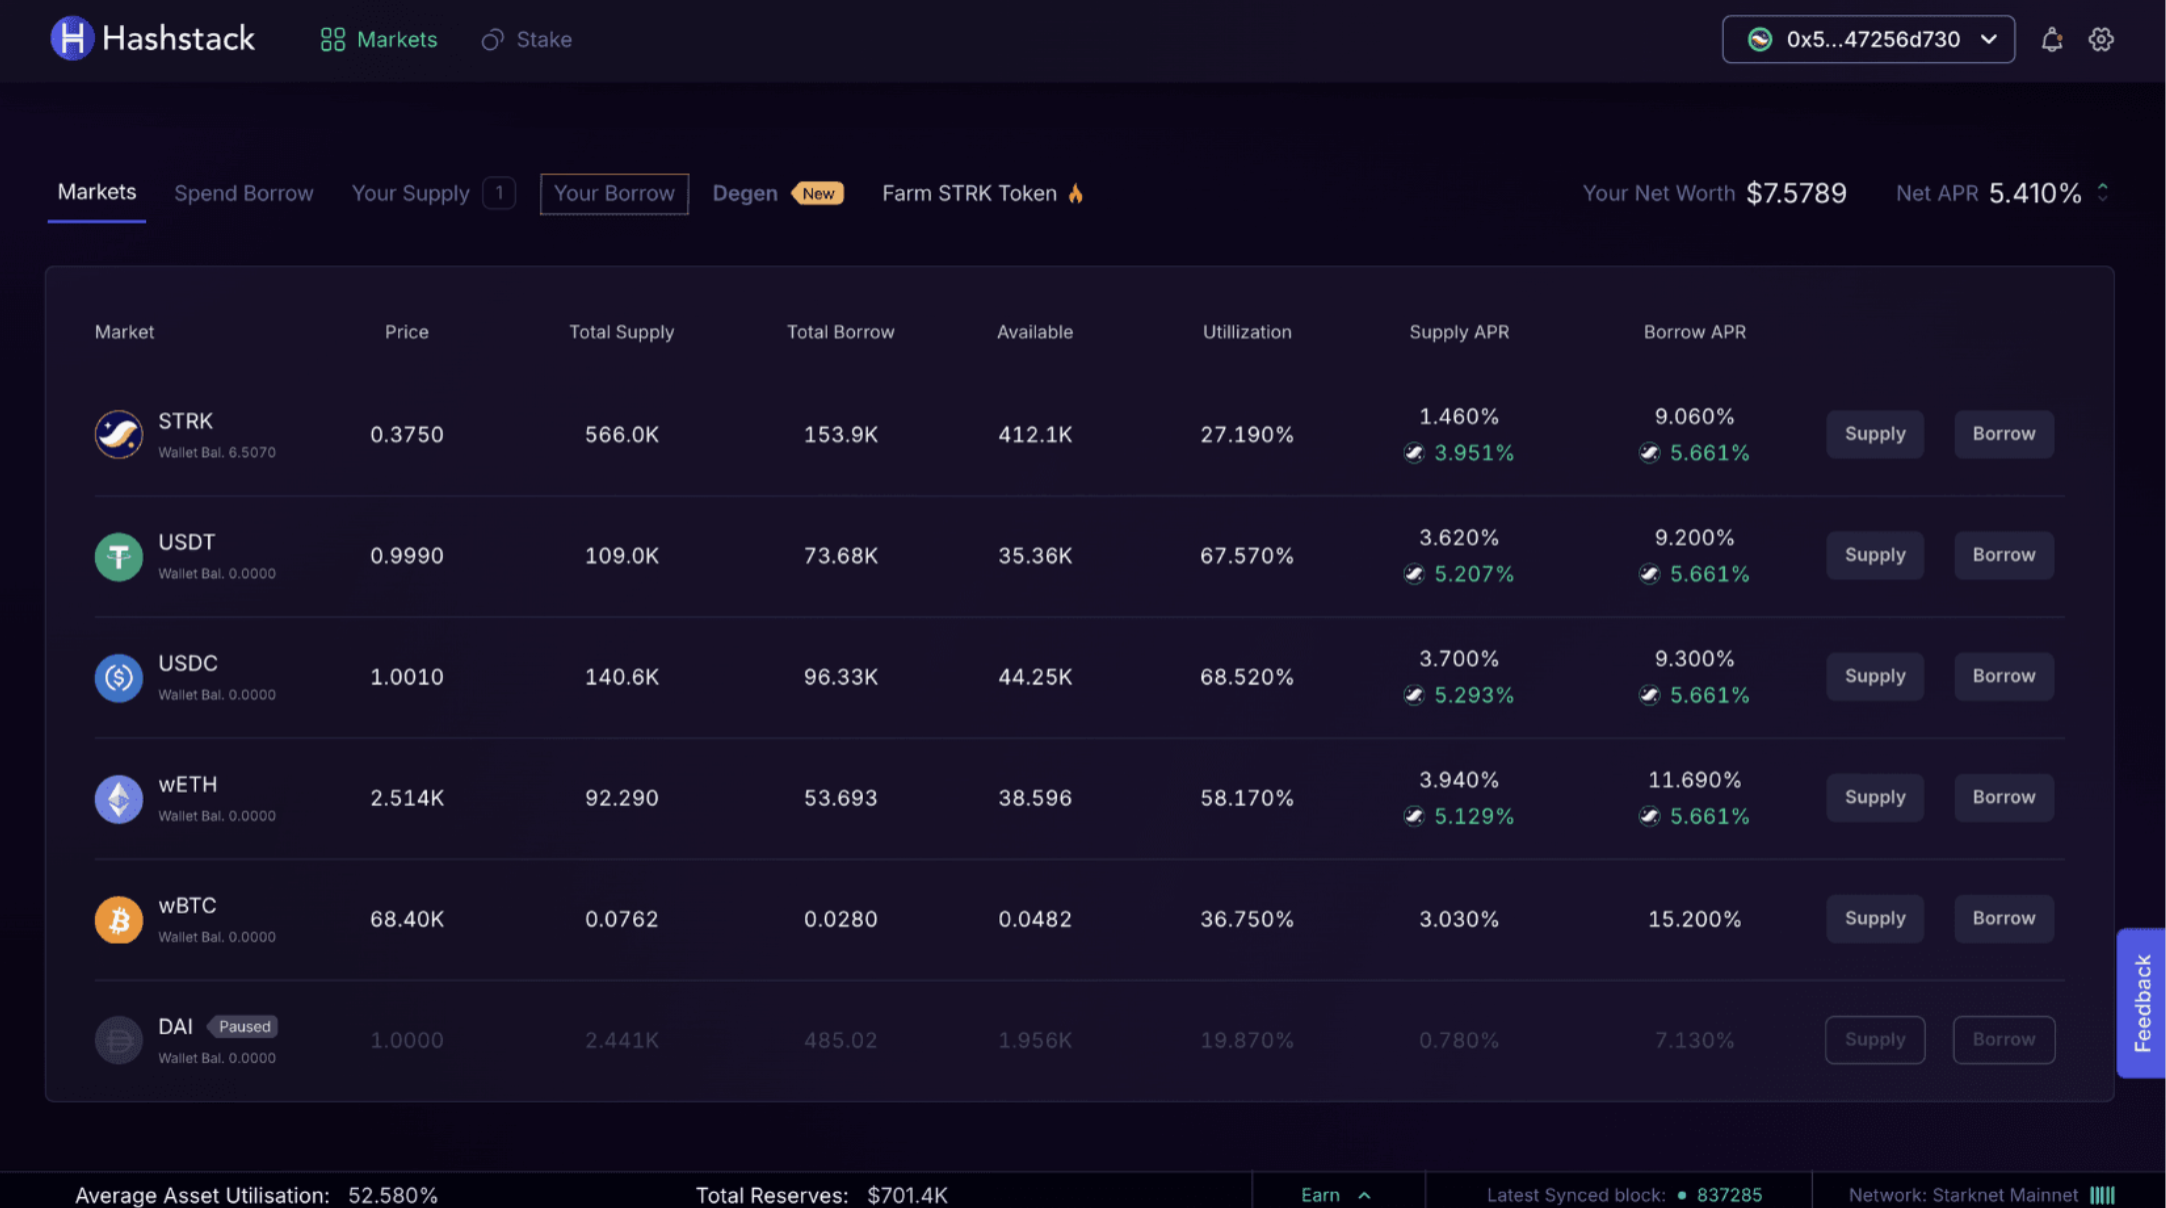 Hashstack Markets Stake 0x5...47256d730
Markets Spend Borrow Your Supply 1 Your Borrow Degen New Farm STRK Token Your Net Worth $7.5789 Net APR 5.410%
Market Price Total Supply Total Borrow Available Utillization Supply APR Borrow APR
STRK
Wallet Bal. 6.5070
0.3750 566.0K 153.9K 412.1K 27.190% 1.460% 9.060% Supply Borrow
3.951% 5.661%
USDT
Wallet Bal. 0.0000
0.9990 109.0K 73.68K 35.36K 67.570% 3.620% 9.200% Supply Borrow
5.207% 5.661%
USDC
Wallet Bal. 0.0000
1.0010 140.6K 96.33K 44.25K 68.520% 3.700% 9.300% Supply Borrow
5.293% 5.661%
wETH
Wallet Bal. 0.0000
2.514K 92.290 53.693 38.596 58.170% 3.940% 11.690% Supply Borrow
5.129% 5.661%
wBTC
Wallet Bal. 0.0000
68.40K 0.0762 0.0280 0.0482 36.750% 3.030% 15.200% Supply Borrow
DAI Paused
Wallet Bal. 0.0000
1.0000 2.441K 485.02 1.956K 19.870% 0.780% 7.130% Supply Borrow
Feedback
Average Asset Utilisation: 52.580% Total Reserves: $701.4K Earn Latest Synced block: 837285 Network: Starknet Mainnet